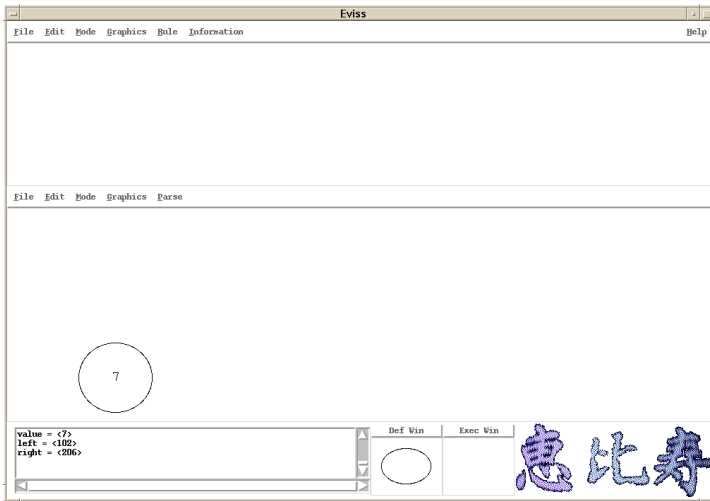 Eviss
File Edit Mode Graphics Rule Information Help
File Edit Mode Graphics Parse
7
value = <7>
left = <102>
right = <206>
Def Win Exec Win
恵比寿